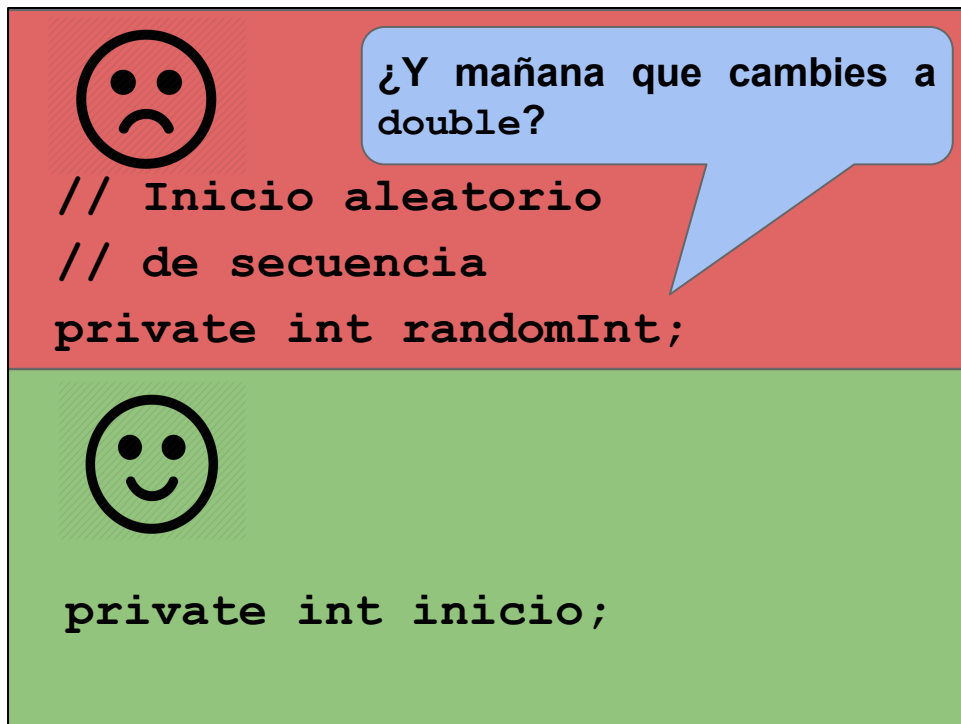 ¿Y mañana que cambies a
double?
// Inicio aleatorio
// de secuencia
private int randomInt;
private int inicio;